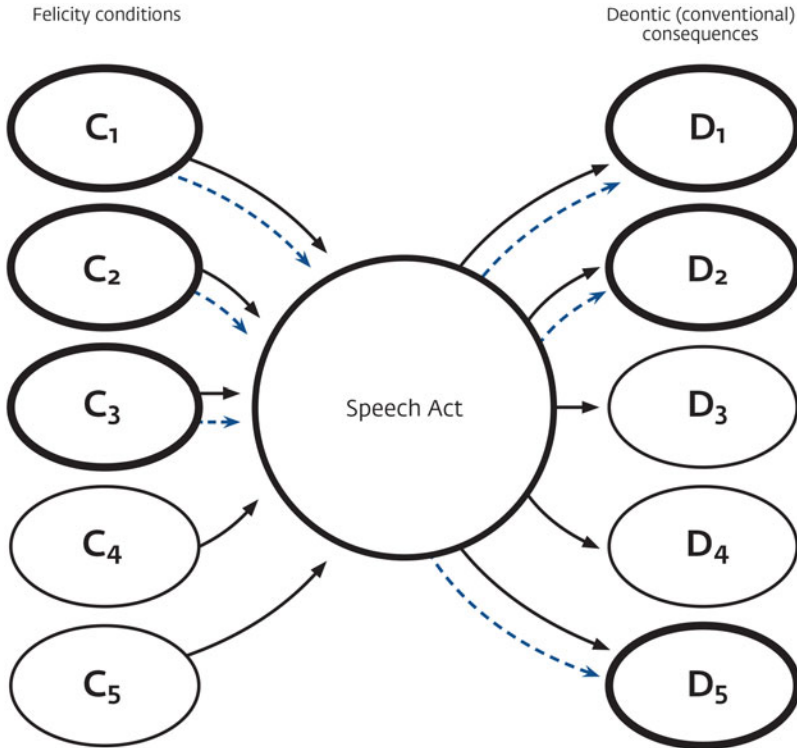 Felicity conditions
Deontic (conventional)
consequences
C₁
D₁
C₂
D₂
C₃
Speech Act
D₃
C₄
D₄
C₅
D₅